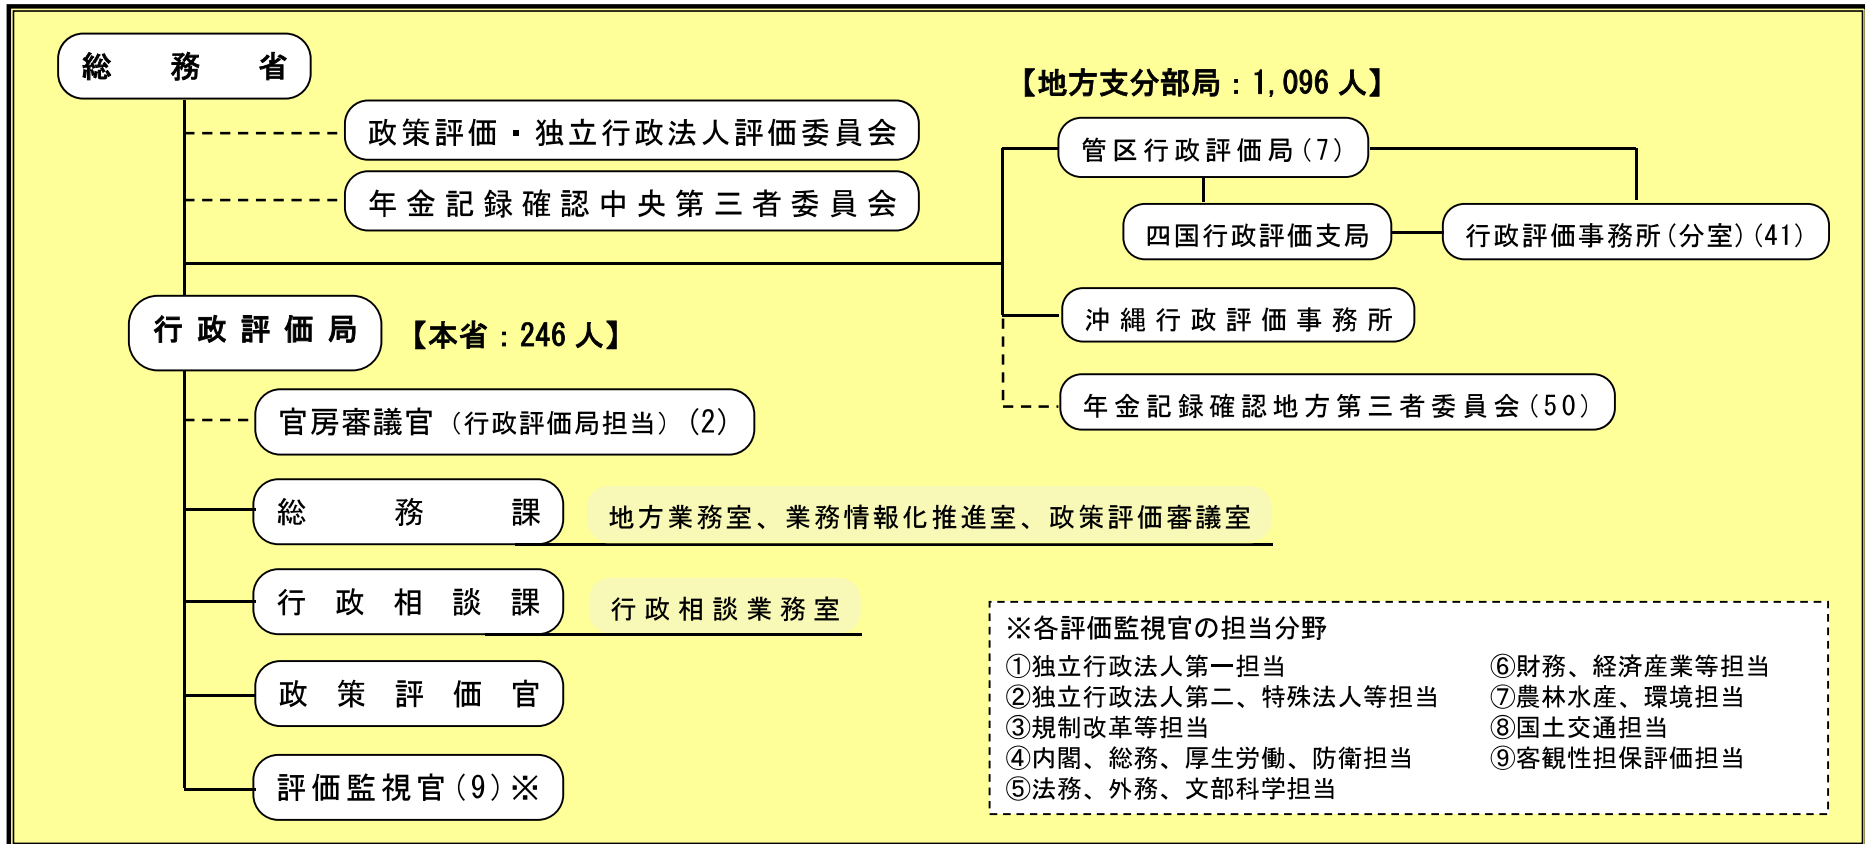 総務省
政策評価・独立行政法人評価委員会
年金記録確認中央第三者委員会
【地方支分部局：1,096人】
管区行政評価局(7)
四国行政評価支局
行政評価事務所(分室)(41)
沖縄行政評価事務所
年金記録確認地方第三者委員会(50)
行政評価局
【本省：246人】
官房審議官（行政評価局担当）(2)
総務課
地方業務室、業務情報化推進室、政策評価審議室
行政相談課
行政相談業務室
政策評価官
評価監視官(9)※
※各評価監視官の担当分野
①独立行政法人第一担当
②独立行政法人第二、特殊法人等担当
③規制改革等担当
④内閣、総務、厚生労働、防衛担当
⑤法務、外務、文部科学担当
⑥財務、経済産業等担当
⑦農林水産、環境担当
⑧国土交通担当
⑨客観性担保評価担当